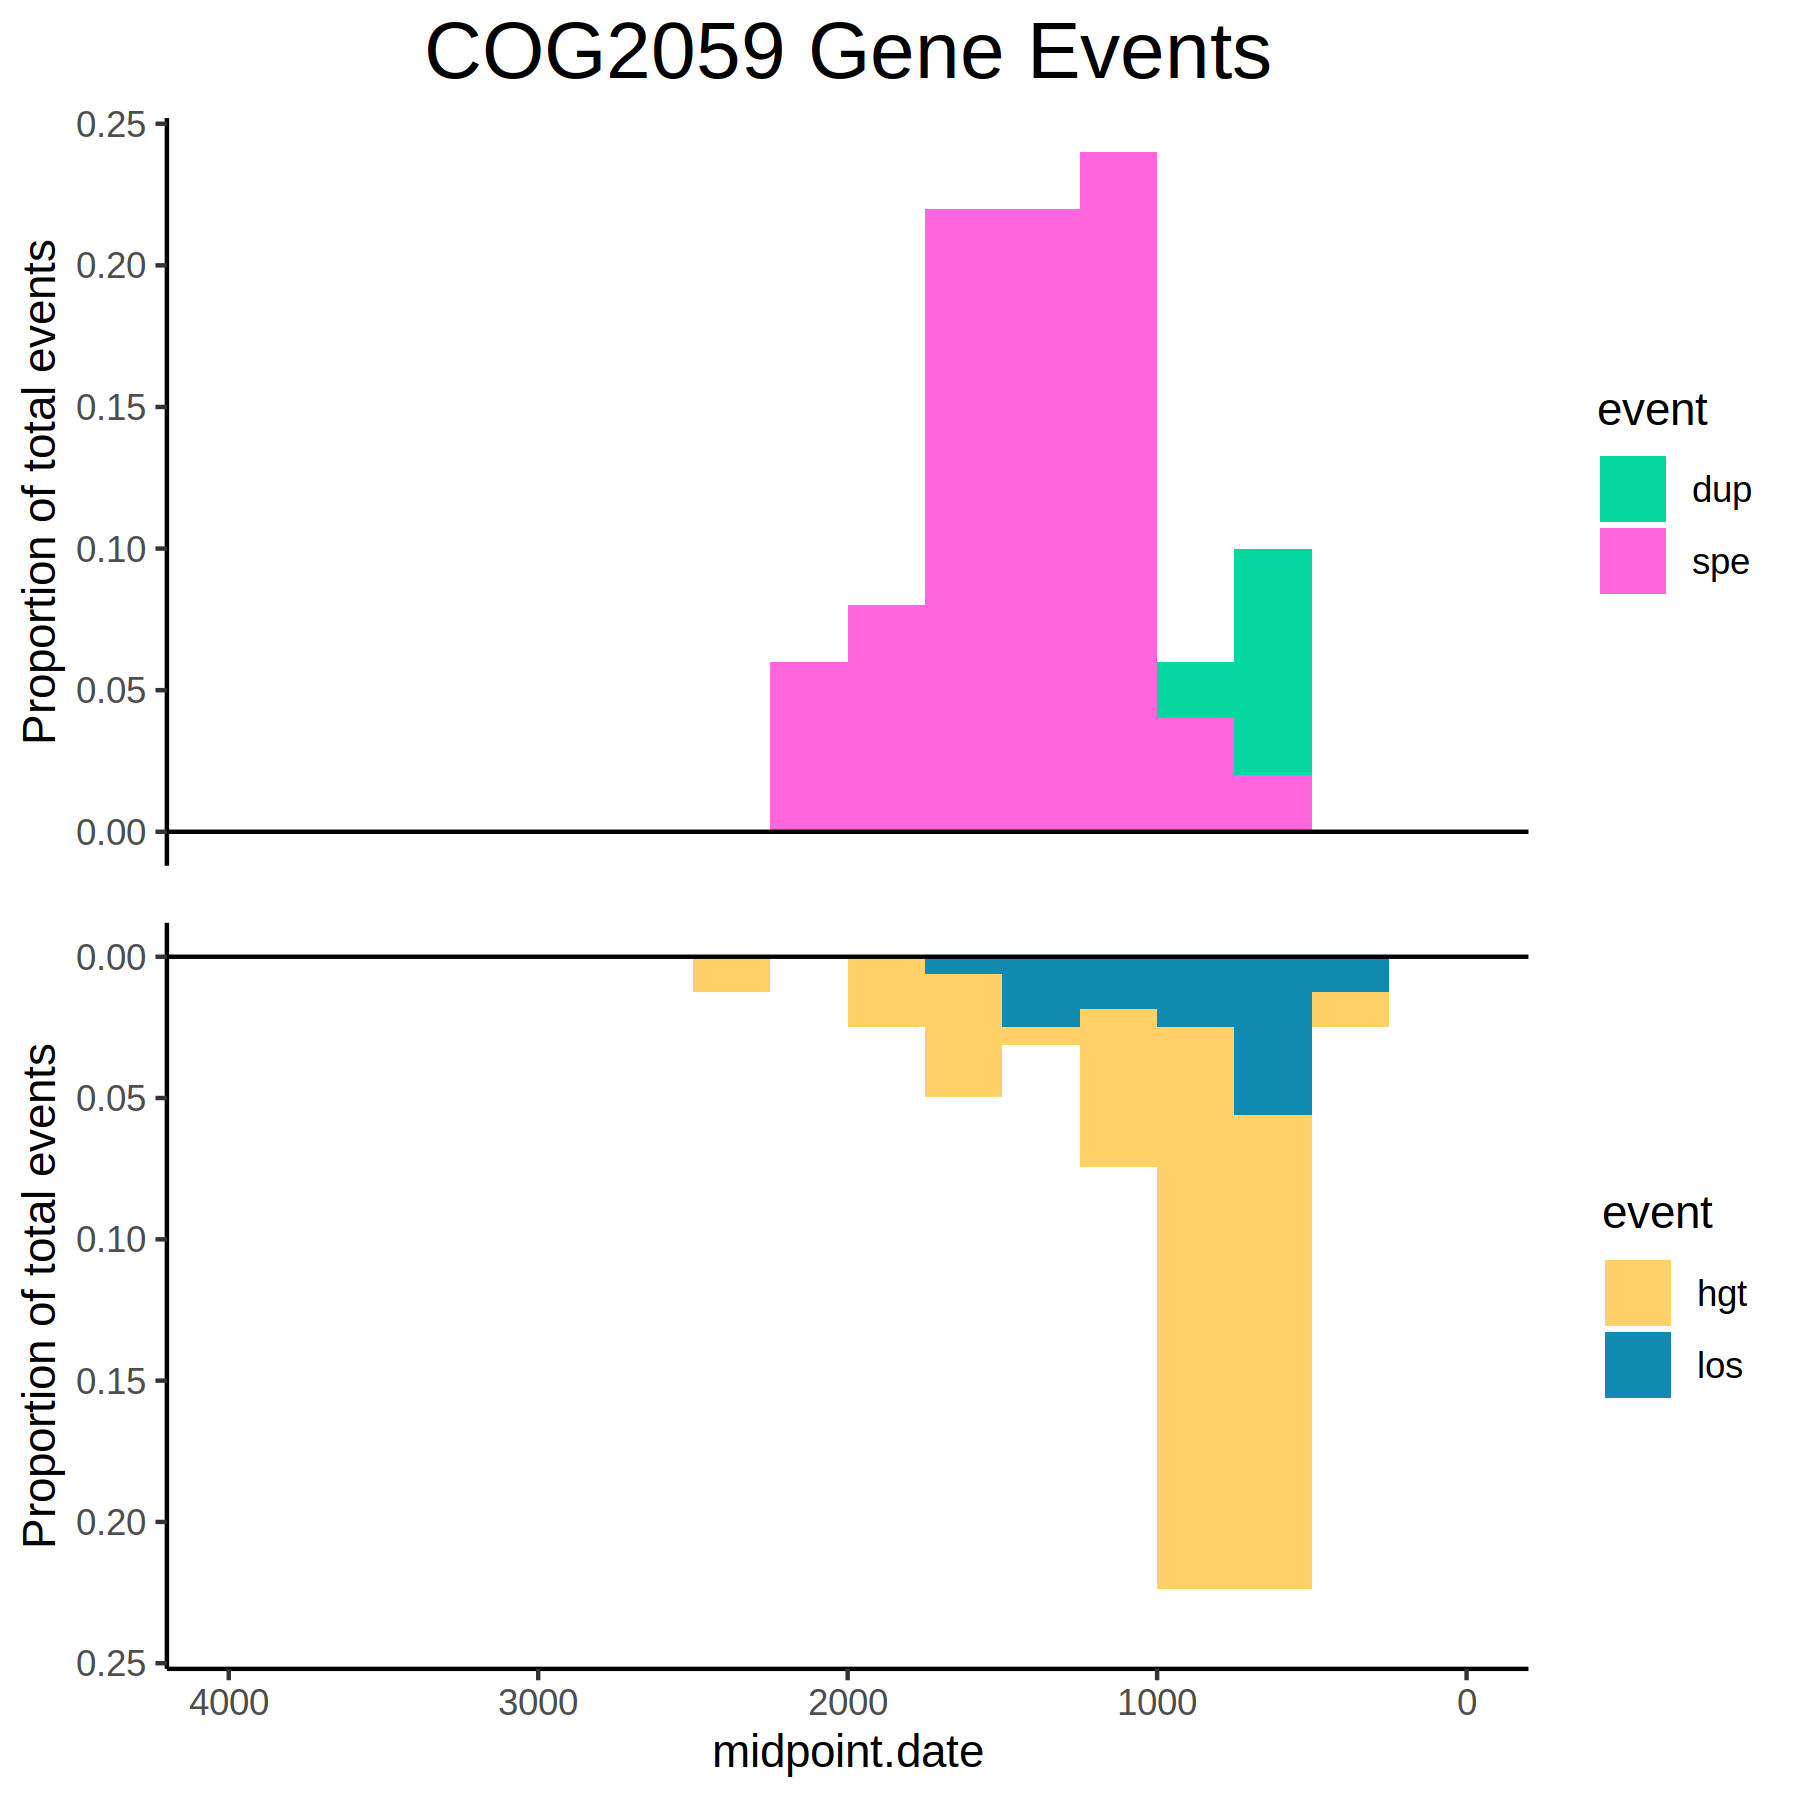 COG2059 Gene Events
Proportion of total events
0.25
0.20
0.15
0.10
0.05
0.00
event
dup
spe
Proportion of total events
0.00
0.05
0.10
0.15
0.20
0.25
event
hgt
los
4000 3000 2000 1000 0
midpoint.date